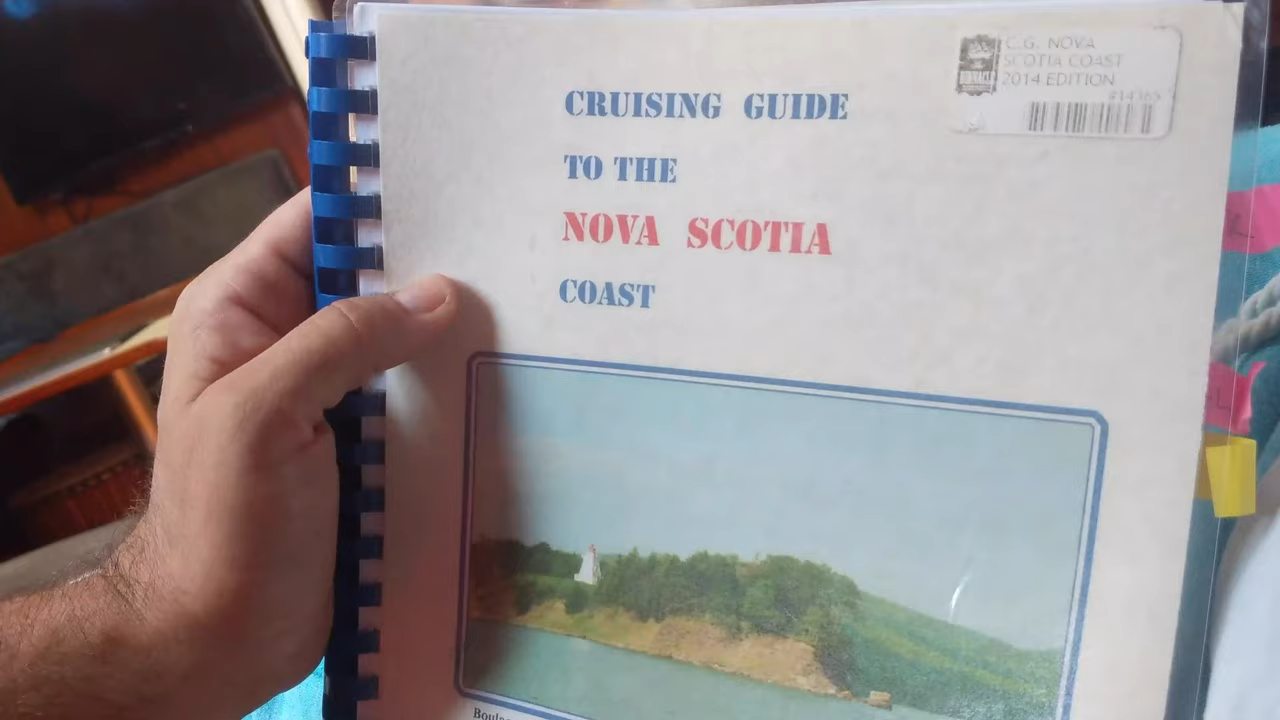 C.G. NOVA
SCOTIA COAST
2014 EDITION
CRUISING GUIDE
TO THE
NOVA SCOTIA
COAST